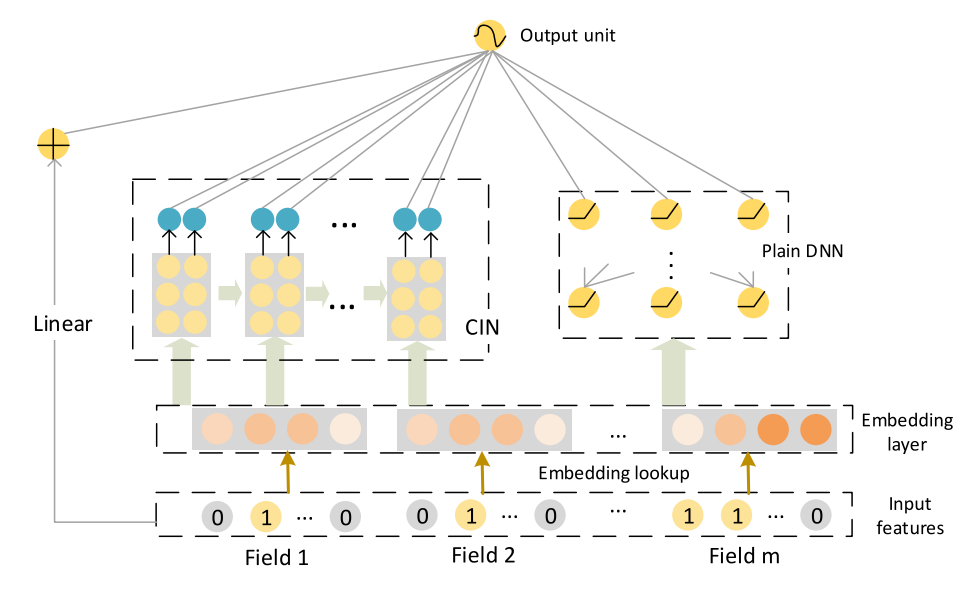 Output unit
Plain DNN
...
Linear
...
CIN
Embedding
layer
...
Embedding lookup
0 1 ... 0 0 1 ... 0 ... 1 1 ... 0
Input
features
Field 1 Field 2 Field m